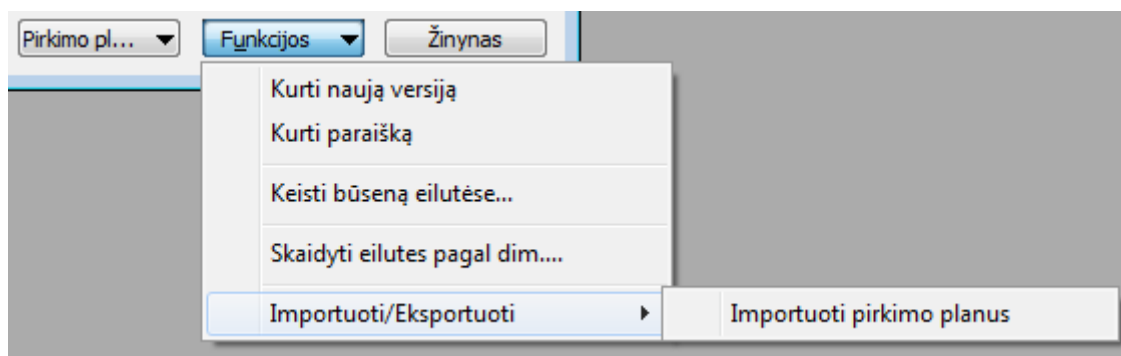 Pirkimo pl... Funkcijos Žinynas
Kurti naują versiją
Kurti paraišką
Keisti būseną eilutėse...
Skaidyti eilutes pagal dim....
Importuoti/Eksportuoti Importuoti pirkimo planus